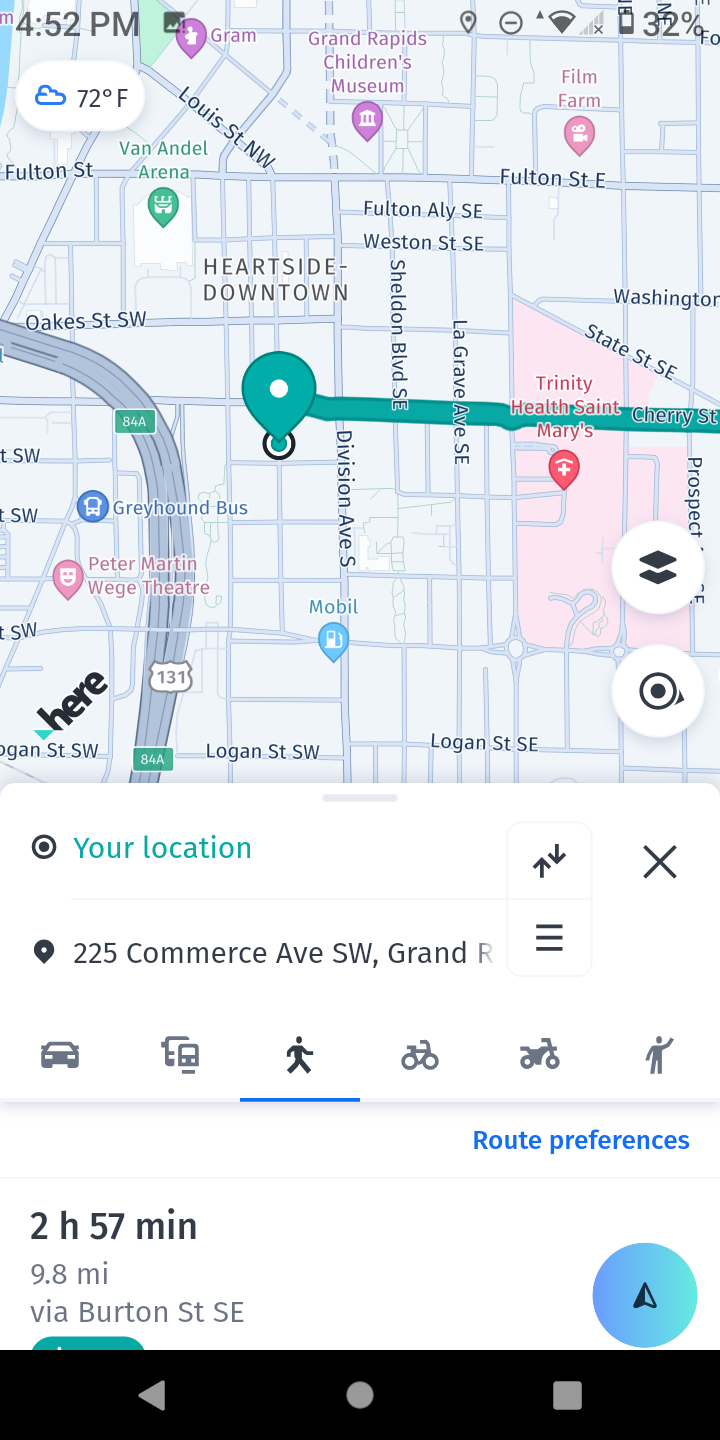 4:52 PM
32%
Gram
Grand Rapids
Children's
Museum
Film
Farm
72°F
Louis St NW
Van Andel
Arena
Fulton St
Fulton St E
Fulton Aly SE
Weston St SE
HEARTSIDE-
DOWNTOWN
Sheldon Blvd SE
La Grave Ave SE
Washington
Oakes St SW
State St SE
Trinity
Health Saint
Mary's
Cherry St
84A
t SW
Division Ave S
Prospect
SE
Greyhound Bus
t SW
Peter Martin
Wege Theatre
Mobil
t SW
131
here
ogan St SW
84A
Logan St SW
Logan St SE
Your location
225 Commerce Ave SW, Grand R
Route preferences
2 h 57 min
9.8 mi
via Burton St SE